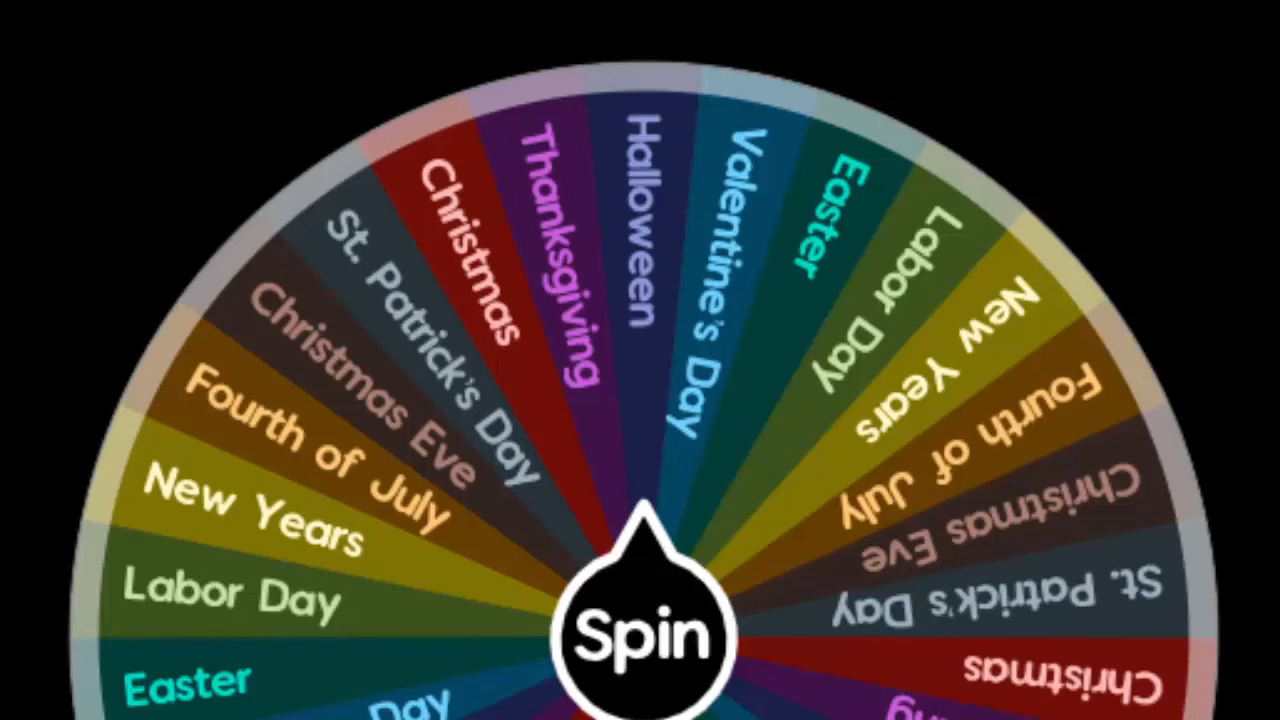 Easter
Labor Day
New Years
Fourth of July
Christmas Eve
St. Patrick's Day
Christmas
Thanksgiving
Halloween
Valentine's Day
Easter
Labor Day
New Years
Fourth of July
Christmas Eve
St. Patrick's Day
Christmas
Day
Spin